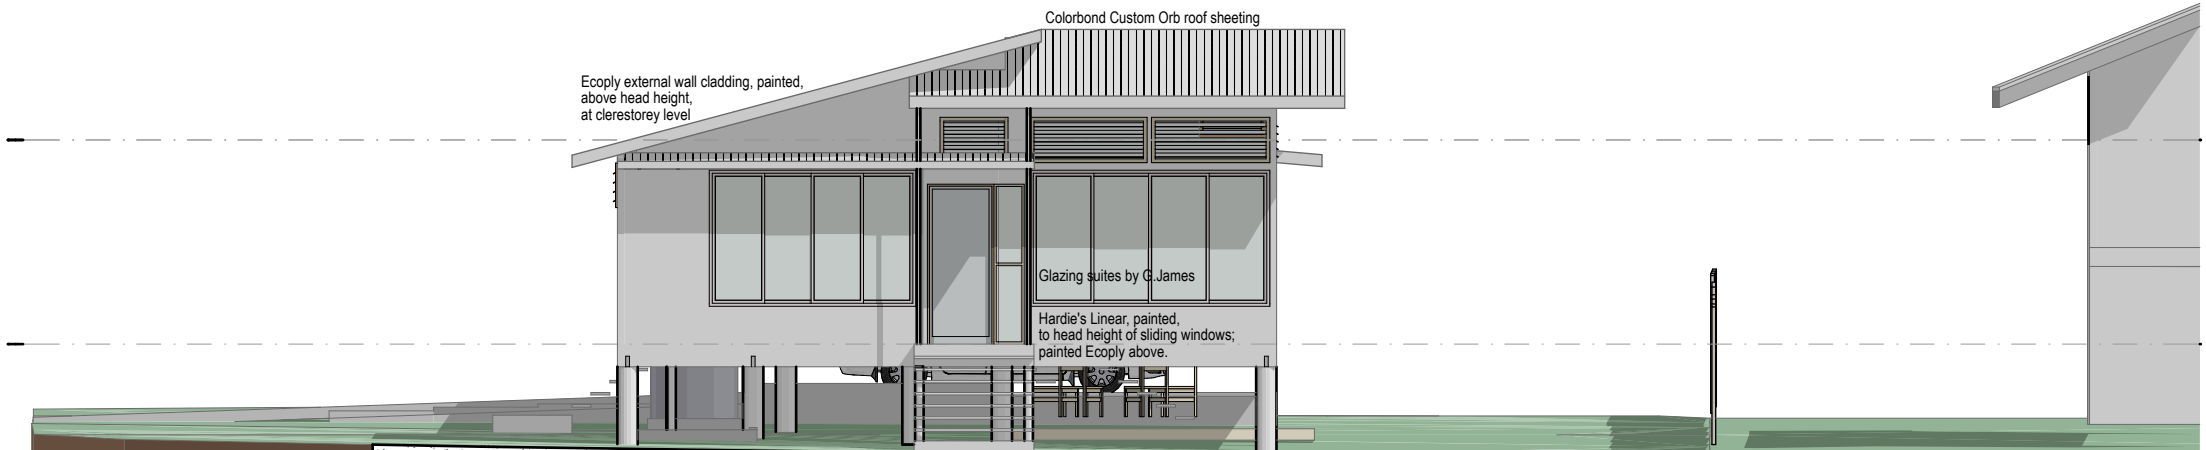 Colorbond Custom Orb roof sheeting
Ecoply external wall cladding, painted,
above head height,
at clerestorey level
Glazing suites by G.James
Hardie's Linear, painted,
to head height of sliding windows;
painted Ecoply above.